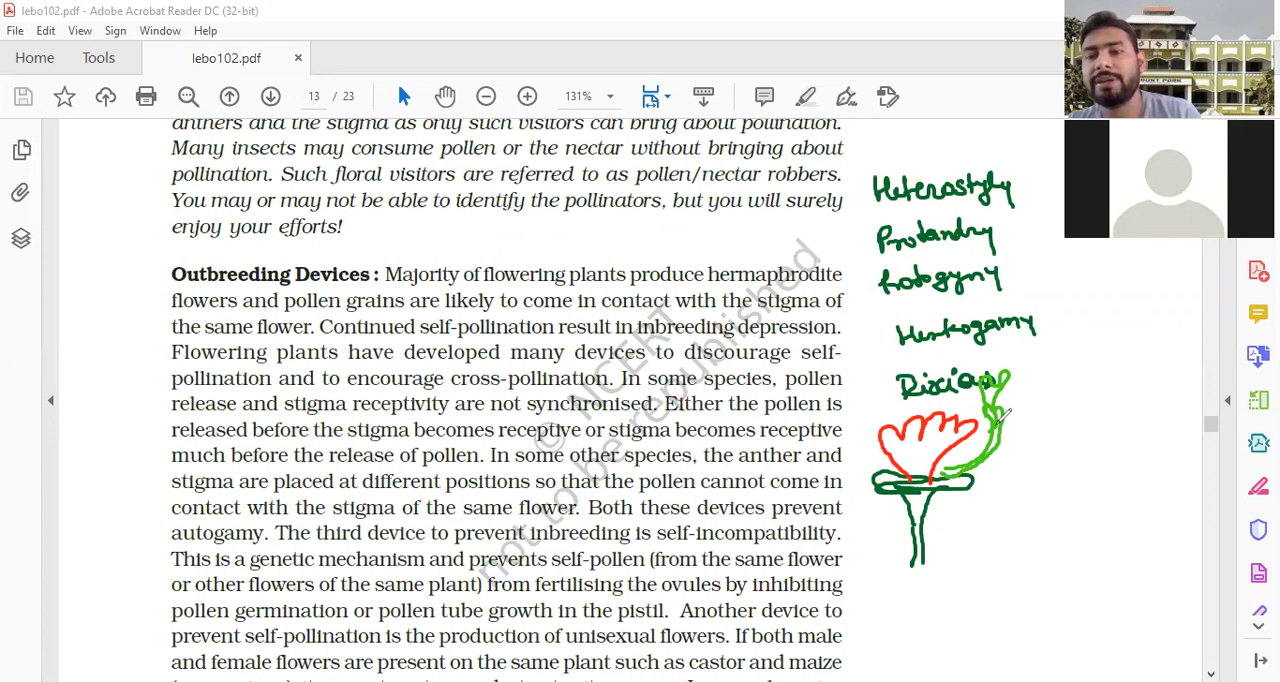 lebo102.pdf - Adobe Acrobat Reader DC (32-bit)
File Edit View Sign Window Help
Home Tools lebo102.pdf ×
13 / 23 131%
anthers and the stigma as only such visitors can bring about pollination.
Many insects may consume pollen or the nectar without bringing about
pollination. Such floral visitors are referred to as pollen/nectar robbers.
You may or may not be able to identify the pollinators, but you will surely
enjoy your efforts!
Outbreeding Devices : Majority of flowering plants produce hermaphrodite
flowers and pollen grains are likely to come in contact with the stigma of
the same flower. Continued self-pollination result in inbreeding depression.
Flowering plants have developed many devices to discourage self-
pollination and to encourage cross-pollination. In some species, pollen
release and stigma receptivity are not synchronised. Either the pollen is
released before the stigma becomes receptive or stigma becomes receptive
much before the release of pollen. In some other species, the anther and
stigma are placed at different positions so that the pollen cannot come in
contact with the stigma of the same flower. Both these devices prevent
autogamy. The third device to prevent inbreeding is self-incompatibility.
This is a genetic mechanism and prevents self-pollen (from the same flower
or other flowers of the same plant) from fertilising the ovules by inhibiting
pollen germination or pollen tube growth in the pistil. Another device to
prevent self-pollination is the production of unisexual flowers. If both male
and female flowers are present on the same plant such as castor and maize
© NCERT
not to be republished
Heterostyly
Protandry
Protogyny
Herkogamy